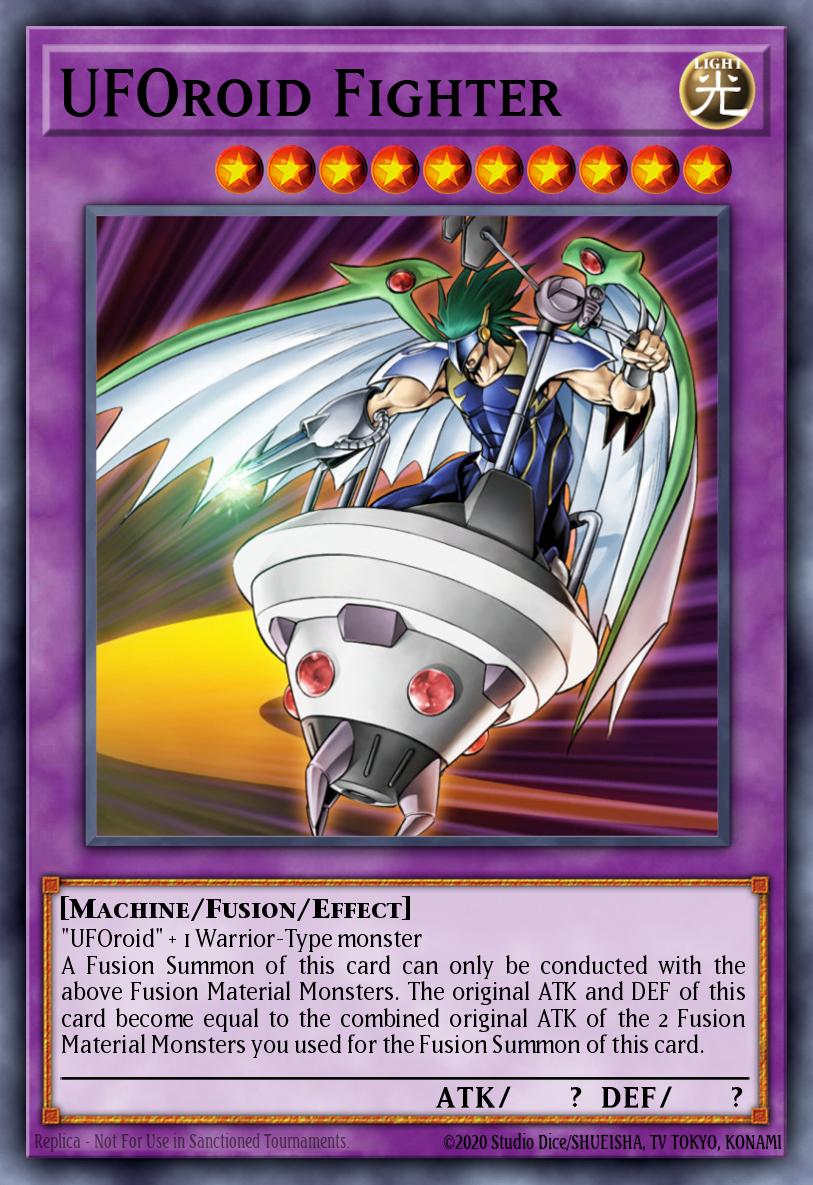 UFOroid Fighter
LIGHT
光
[Machine/Fusion/Effect]
"UFOroid" + 1 Warrior-Type monster
A Fusion Summon of this card can only be conducted with the
above Fusion Material Monsters. The original ATK and DEF of this
card become equal to the combined original ATK of the 2 Fusion
Material Monsters you used for the Fusion Summon of this card.
ATK/ ? DEF/ ?
Replica - Not For Use in Sanctioned Tournaments.
©2020 Studio Dice/SHUEISHA, TV TOKYO, KONAMI